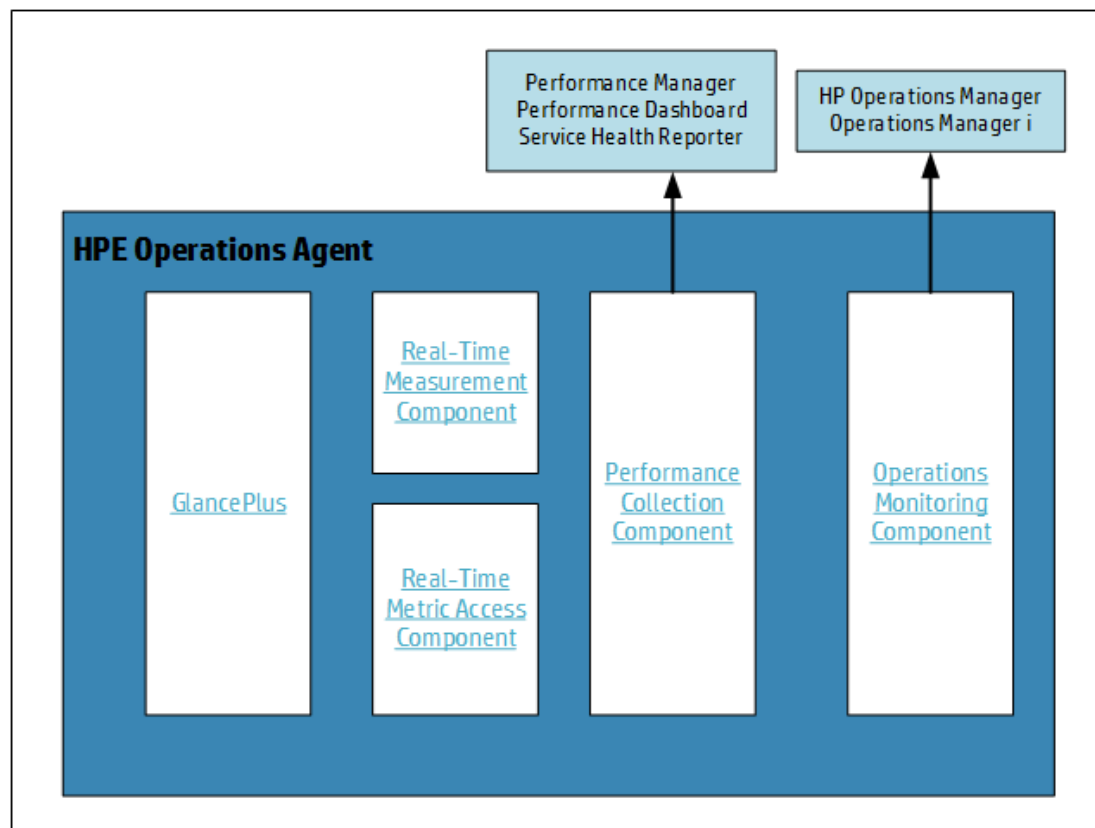 Performance Manager
Performance Dashboard
Service Health Reporter
HP Operations Manager
Operations Manager i
HPE Operations Agent
GlancePlus
Real-Time
Measurement
Component
Real-Time
Metric Access
Component
Performance
Collection
Component
Operations
Monitoring
Component